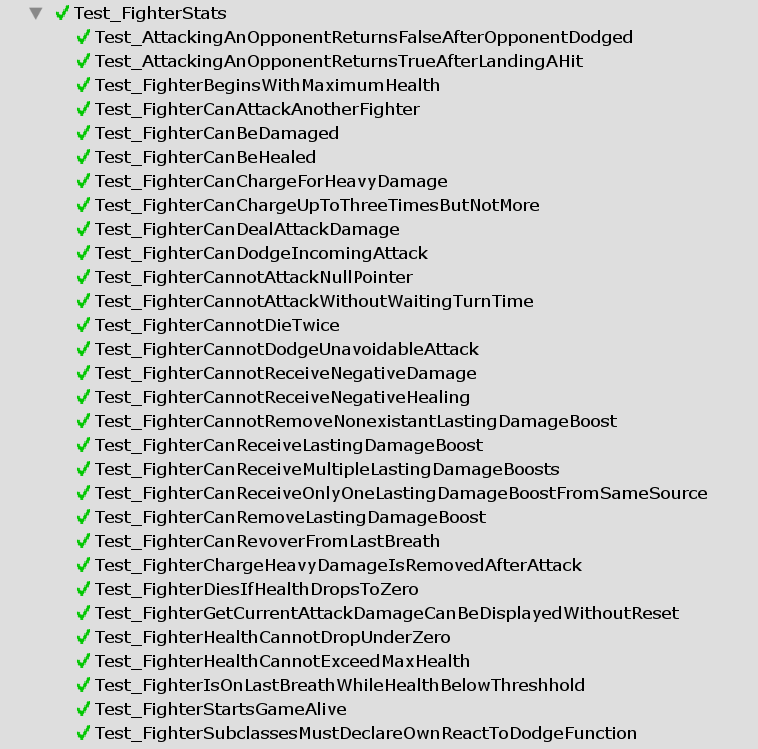 Test_FighterStats
Test_AttackingAnOpponentReturnsFalseAfterOpponentDodged
Test_AttackingAnOpponentReturnsTrueAfterLandingAHit
Test_FighterBeginsWithMaximumHealth
Test_FighterCanAttackAnotherFighter
Test_FighterCanBeDamaged
Test_FighterCanBeHealed
Test_FighterCanChargeForHeavyDamage
Test_FighterCanChargeUpToThreeTimesButNotMore
Test_FighterCanDealAttackDamage
Test_FighterCanDodgeIncomingAttack
Test_FighterCannotAttackNullPointer
Test_FighterCannotAttackWithoutWaitingTurnTime
Test_FighterCannotDieTwice
Test_FighterCannotDodgeUnavoidableAttack
Test_FighterCannotReceiveNegativeDamage
Test_FighterCannotReceiveNegativeHealing
Test_FighterCannotRemoveNonexistantLastingDamageBoost
Test_FighterCanReceiveLastingDamageBoost
Test_FighterCanReceiveMultipleLastingDamageBoosts
Test_FighterCanReceiveOnlyOneLastingDamageBoostFromSameSource
Test_FighterCanRemoveLastingDamageBoost
Test_FighterCanRevoverFromLastBreath
Test_FighterChargeHeavyDamageIsRemovedAfterAttack
Test_FighterDiesIfHealthDropsToZero
Test_FighterGetCurrentAttackDamageCanBeDisplayedWithoutReset
Test_FighterHealthCannotDropUnderZero
Test_FighterHealthCannotExceedMaxHealth
Test_FighterIsOnLastBreathWhileHealthBelowThreshhold
Test_FighterStartsGameAlive
Test_FighterSubclassesMustDeclareOwnReactToDodgeFunction